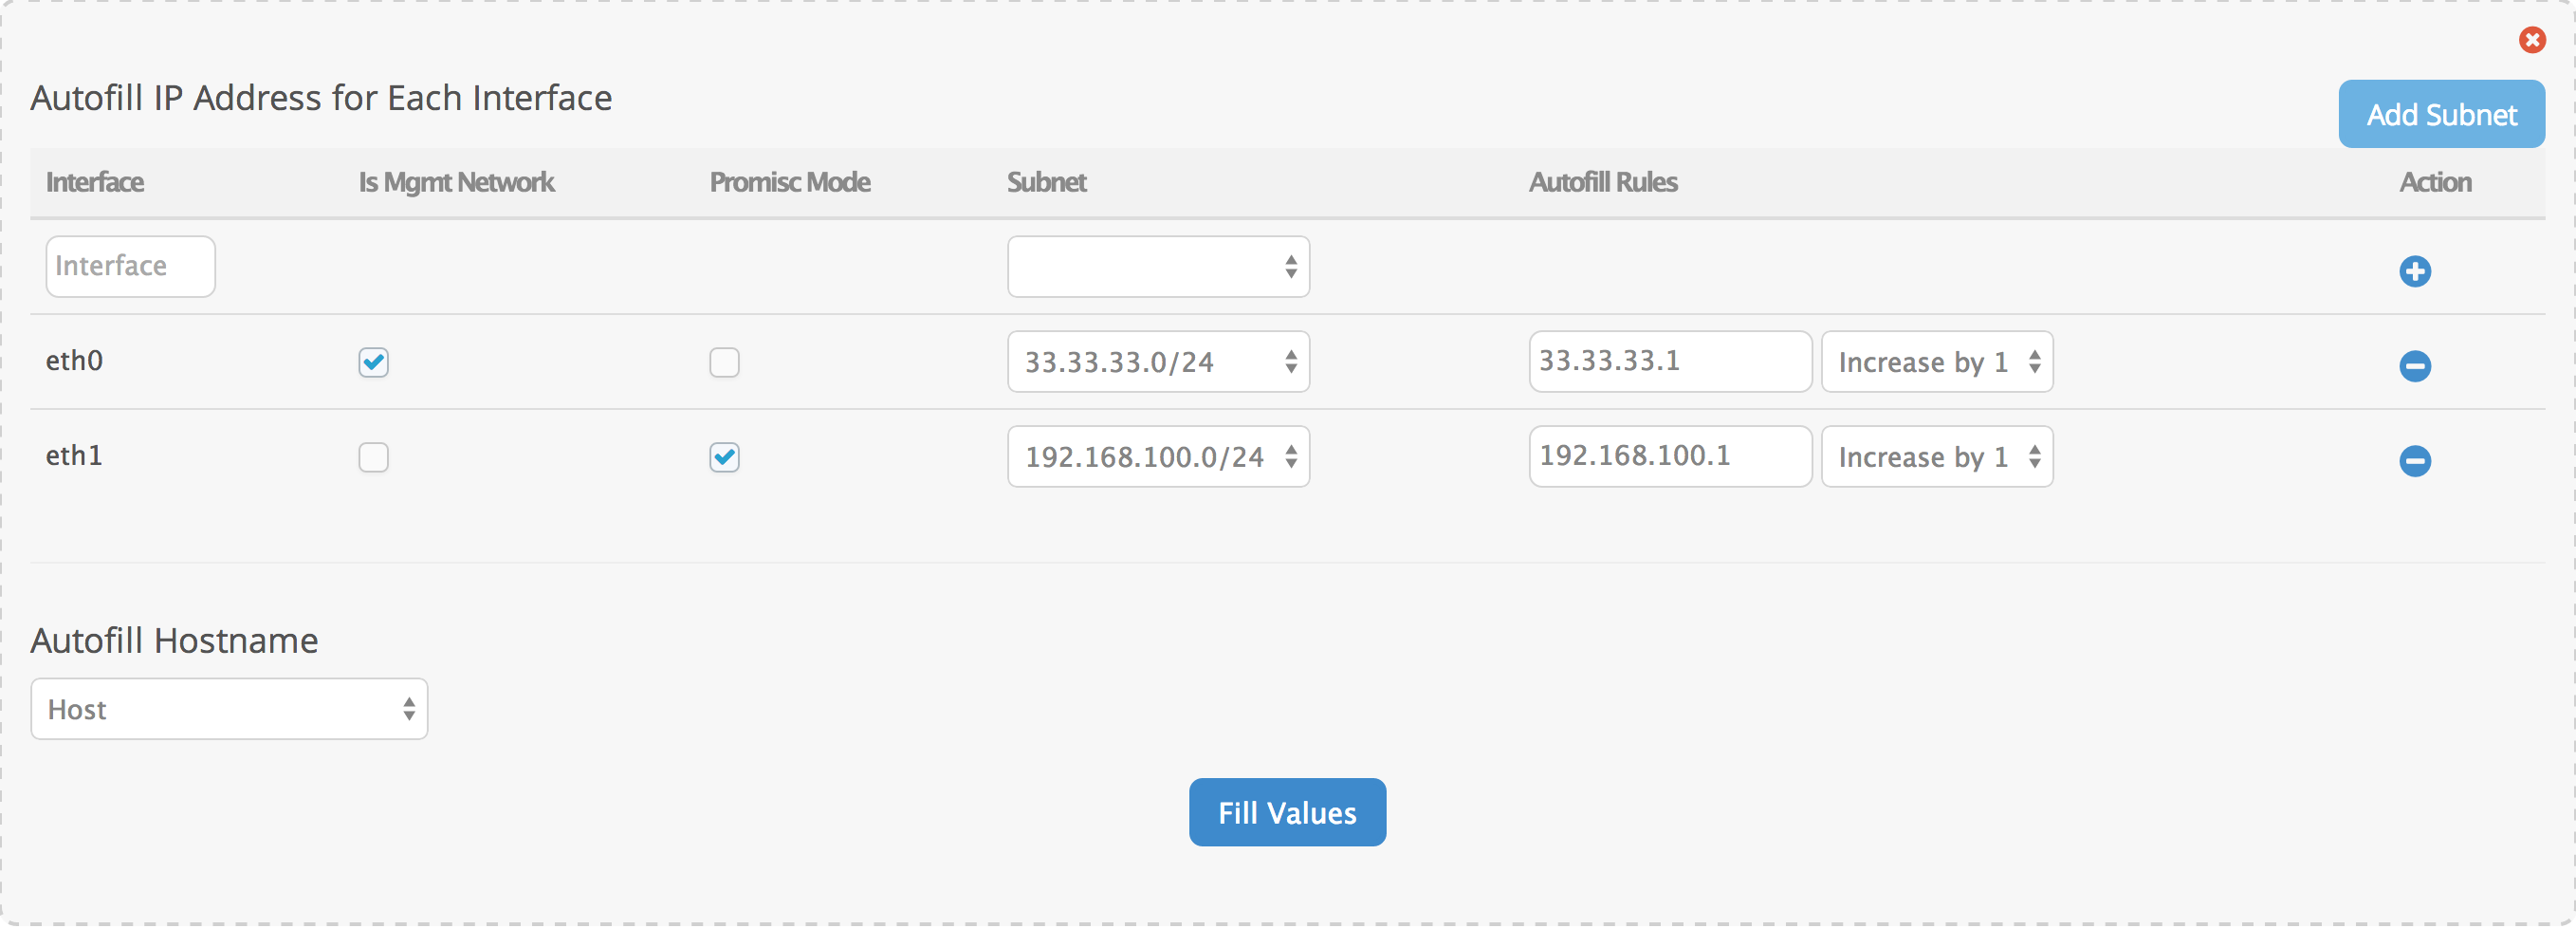 Autofill IP Address for Each Interface
Add Subnet
Interface Is Mgmt Network Promisc Mode Subnet Autofill Rules Action
Interface
eth0 33.33.33.0/24 33.33.33.1 Increase by 1
eth1 192.168.100.0/24 192.168.100.1 Increase by 1
Autofill Hostname
Host
Fill Values